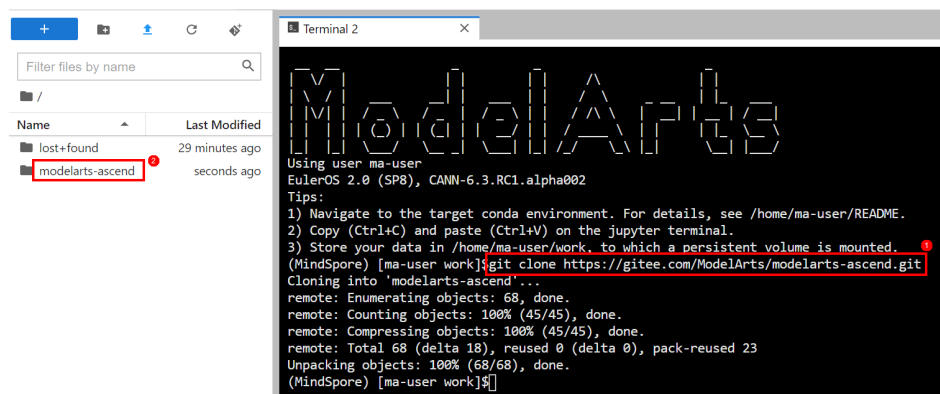 Terminal 2
Filter files by name
/
Name Last Modified
lost+found 29 minutes ago
modelarts-ascend 2 seconds ago
ModelArts
Using user ma-user
EulerOS 2.0 (SP8), CANN-6.3.RC1.alpha002
Tips:
1) Navigate to the target conda environment. For details, see /home/ma-user/README.
2) Copy (Ctrl+C) and paste (Ctrl+V) on the jupyter terminal.
3) Store your data in /home/ma-user/work, to which a persistent volume is mounted.
1
(MindSpore) [ma-user work]$git clone https://gitee.com/ModelArts/modelarts-ascend.git
Cloning into 'modelarts-ascend'...
remote: Enumerating objects: 68, done.
remote: Counting objects: 100% (45/45), done.
remote: Compressing objects: 100% (45/45), done.
remote: Total 68 (delta 18), reused 0 (delta 0), pack-reused 23
Unpacking objects: 100% (68/68), done.
(MindSpore) [ma-user work]$